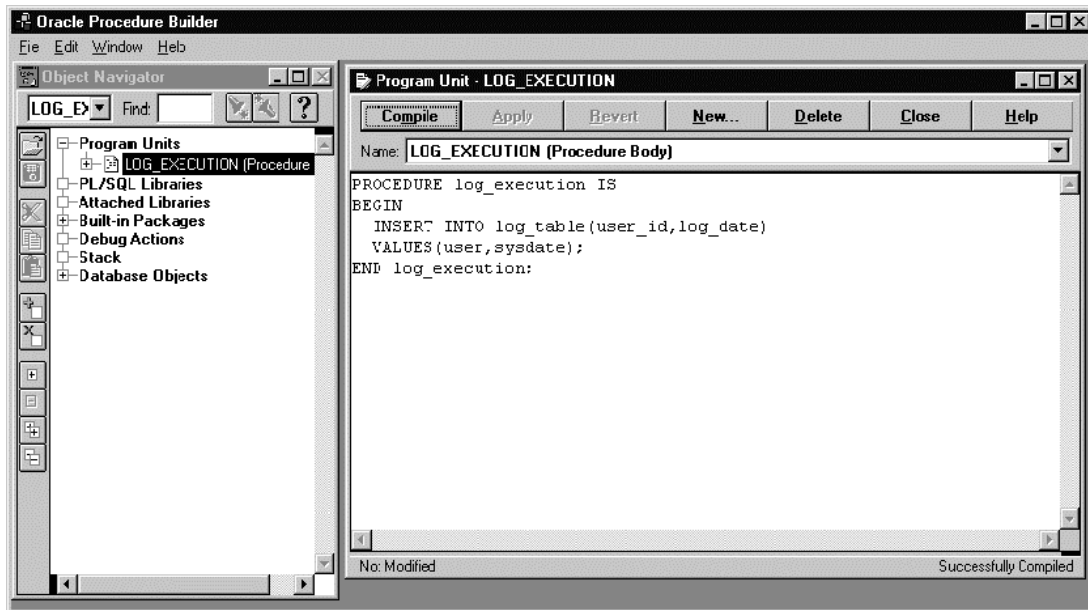 Oracle Procedure Builder
Fie Edit Window Helo
Object Navigator
LOG_E> Find:
Program Units
LOG_EXECUTION (Procedure
PL/SQL Libraries
Attached Libraries
Built-in Packages
Debug Actions
Stack
Database Objects
Program Unit - LOG_EXECUTION
Compile Apply Revert New... Delete Close Help
Name: LOG_EXECUTION (Procedure Body)
PROCEDURE log_execution IS
BEGIN
INSERT INTO log_table(user_id,log_date)
VALUES(user,sysdate);
END log_execution;
No: Modified
Successfully Compiled